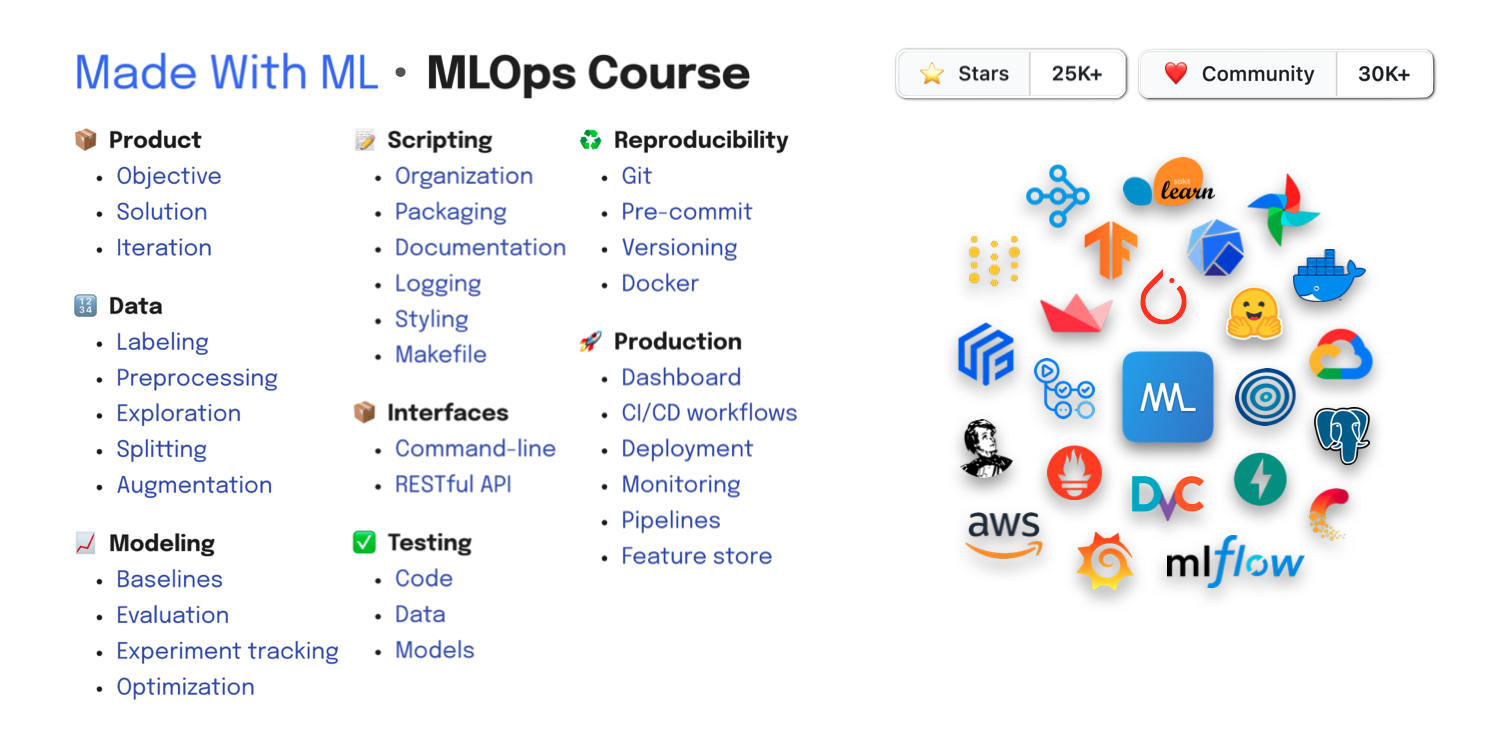 Made With ML • MLOps Course
Stars 25K+
Community 30K+
Product
• Objective
• Solution
• Iteration
1234
Data
• Labeling
• Preprocessing
• Exploration
• Splitting
• Augmentation
Modeling
• Baselines
• Evaluation
• Experiment tracking
• Optimization
Scripting
• Organization
• Packaging
• Documentation
• Logging
• Styling
• Makefile
Interfaces
• Command-line
• RESTful API
Testing
• Code
• Data
• Models
Reproducibility
• Git
• Pre-commit
• Versioning
• Docker
Production
• Dashboard
• CI/CD workflows
• Deployment
• Monitoring
• Pipelines
• Feature store
scikit
learn
TF
ML
DVC
aws
mlflow